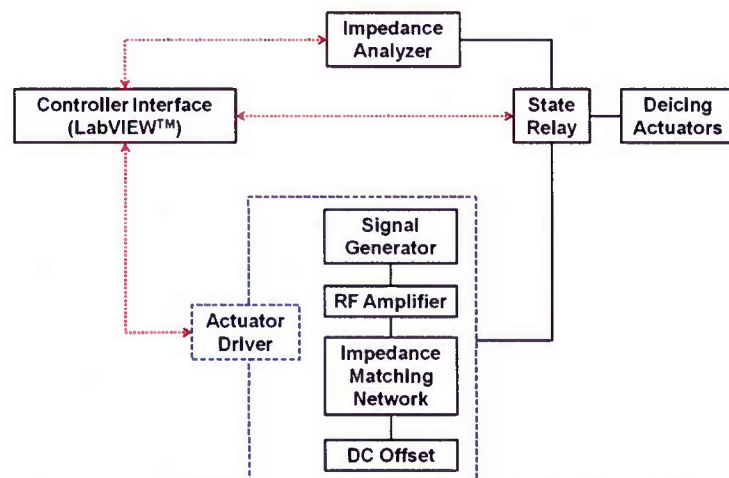 Impedance
Analyzer
Controller Interface
(LabVIEW™)
State
Relay
Deicing
Actuators
Signal
Generator
RF Amplifier
Actuator
Driver
Impedance
Matching
Network
DC Offset